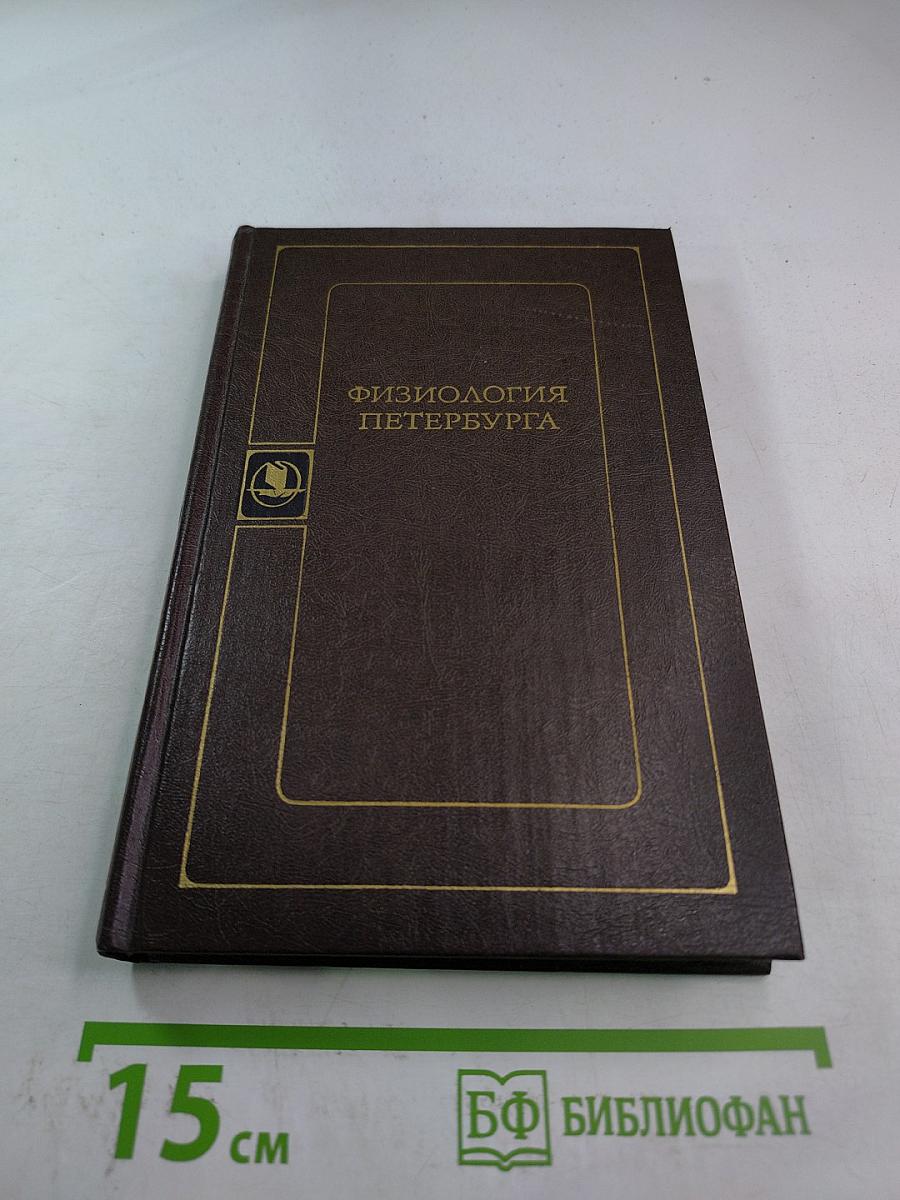 ФИЗИОЛОГИЯ
ПЕТЕРБУРГА
15 см
БФ БИБЛИОФАН